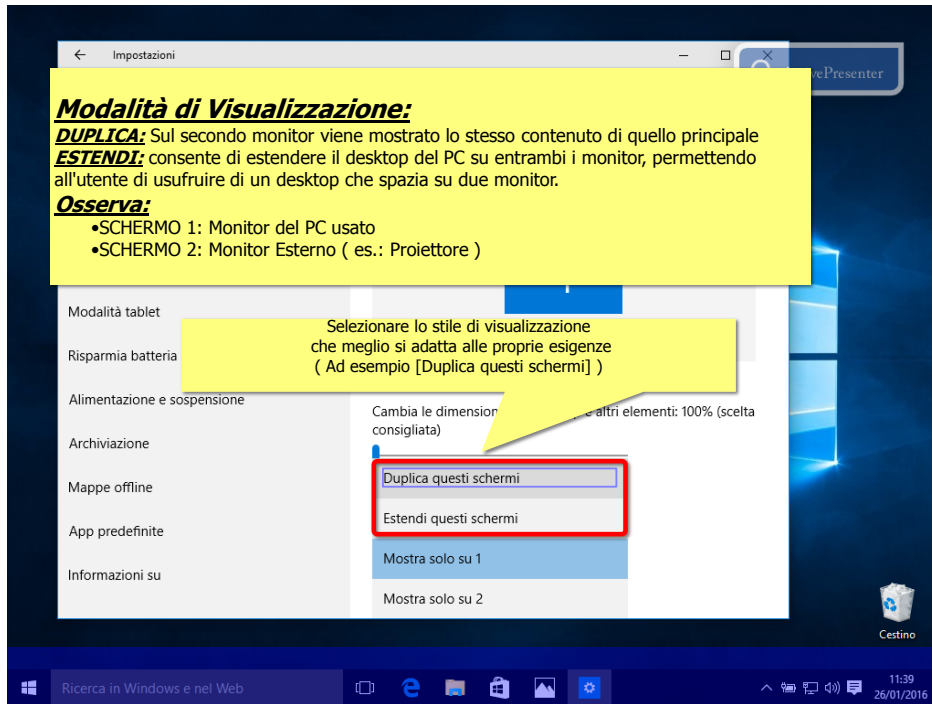 Impostazioni
vePresenter
Modalità di Visualizzazione:
DUPLICA: Sul secondo monitor viene mostrato lo stesso contenuto di quello principale
ESTENDI: consente di estendere il desktop del PC su entrambi i monitor, permettendo
all'utente di usufruire di un desktop che spazia su due monitor.
Osserva:
•SCHERMO 1: Monitor del PC usato
•SCHERMO 2: Monitor Esterno ( es.: Proiettore )
Modalità tablet
Selezionare lo stile di visualizzazione
che meglio si adatta alle proprie esigenze
( Ad esempio [Duplica questi schermi] )
Risparmia batteria
Alimentazione e sospensione
Archiviazione
Mappe offline
App predefinite
Informazioni su
Cambia le dimension e altri elementi: 100% (scelta
consigliata)
Duplica questi schermi
Estendi questi schermi
Mostra solo su 1
Mostra solo su 2
Cestino
Ricerca in Windows e nel Web
11:39
26/01/2016